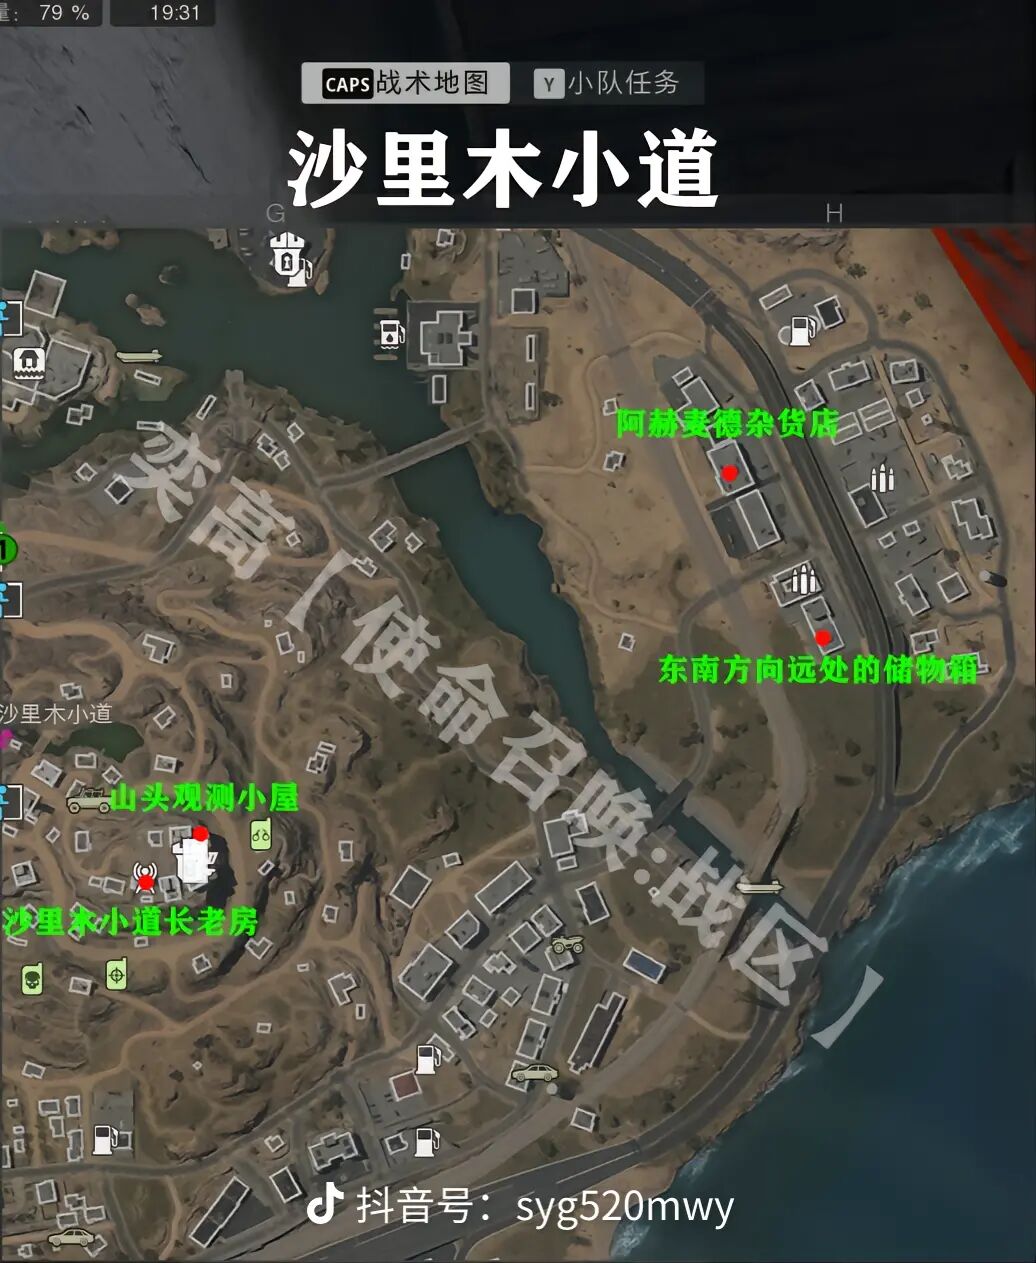 量: 79 % 19:31
CAPS 战术地图 Y 小队任务
沙里木小道
G H
阿赫麦德杂货店
东南方向远处的储物箱
沙里木小道
山头观测小屋
沙里木小道长老房
奕高【使命召唤:战区】
抖音号：syg520mwy